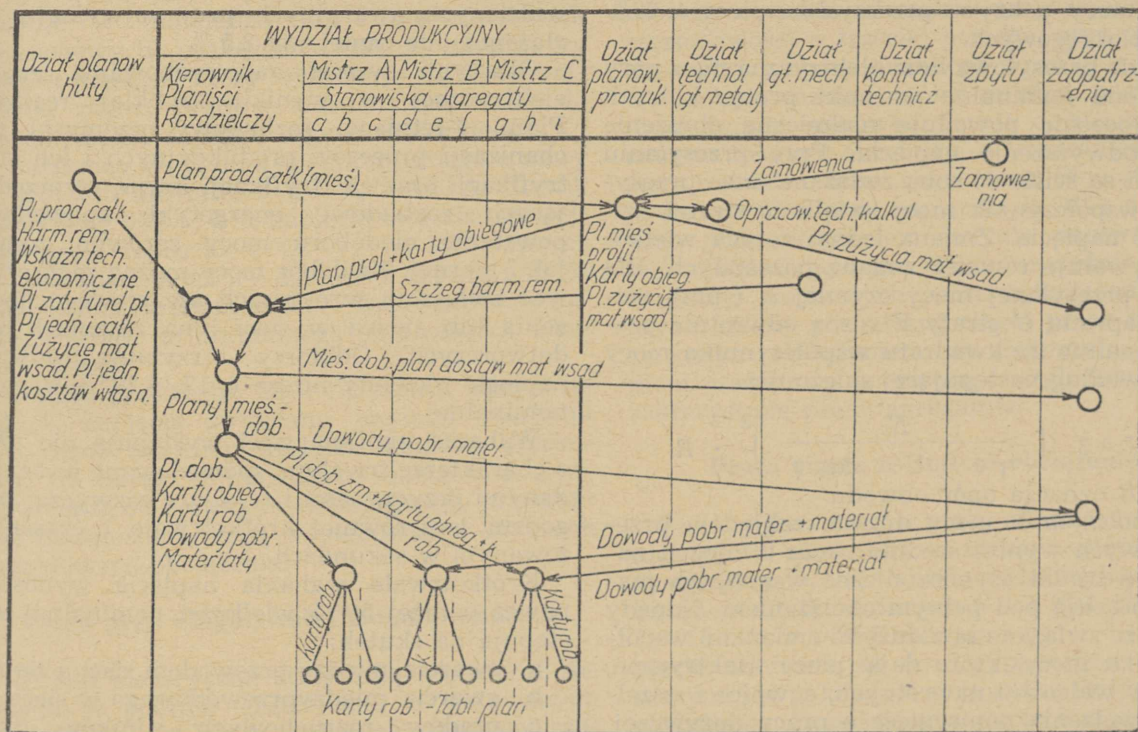 Dział planow
huty
WYDZIAŁ PRODUKCYJNY
Kierownik
Planiści
Rozdzielczy
Mistrz A
Mistrz B
Mistrz C
Stanowiska Agregaty
a b c d e f g h i
Dział
planow.
produk.
Dział
technol
(gł metal)
Dział
gł. mech
Dział
kontroli
technicz
Dział
zbytu
Dział
zaopatrz-
enia
Plan prod. całk (mieś.)
Zamówienia
Zamówie-
nia
Pl. prod całk.
Harm. rem
Wskaźn tech.
ekonomiczne
Pl zatr. fund. pł.
Pl jedn i całk.
Zużycie mat.
wsad. Pl. jedn.
kosztów własn.
Plan prof. + karty obiegowe
Szczeg. harm. rem.
Opracow. tech. kalkul
Pl. mieś
profil
Karty obieg
Pl. zużycia
mat wsad.
Pl. zużycia mat wsad.
Mieś. dob. plan dostaw mat wsad
Plany mieś.-
dob.
Dowody pobr. mater.
Pl. dob.
Karty obieg.
Karty rob
Dowody pobr.
Materiały
Pl. dob. zm. + karty obieg. + k.
rob
Dowody pobr mater + materiał
Dowody pobr. mater + materiał
Karty rob
k. r.
Karty rob
Karty rob. - Tabl. plan